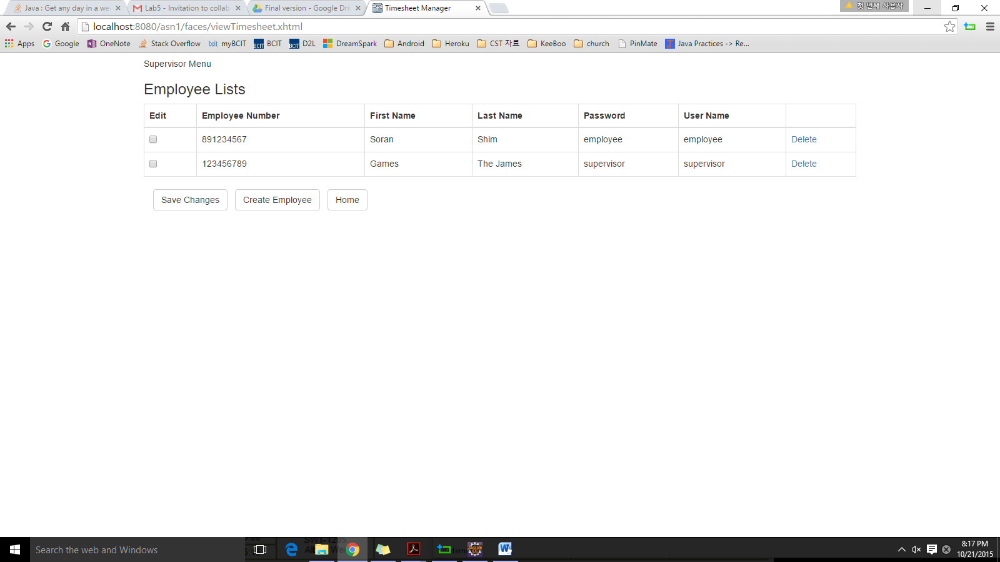 Java : Get any day in a we
Lab5 - Invitation to collab
Final version - Google Dri
Timesheet Manager
첫 번째 사용자
localhost:8080/asn1/faces/viewTimesheet.xhtml
Apps Google OneNote Stack Overflow bcit myBCIT BCIT BCIT BCIT D2L DreamSpark Android Heroku CST 자료 KeeBoo church PinMate J Java Practices -> Re...
Supervisor Menu
Employee Lists
Edit Employee Number First Name Last Name Password User Name
891234567 Soran Shim employee employee Delete
123456789 Games The James supervisor supervisor Delete
Save Changes Create Employee Home
Search the web and Windows
8:17 PM
10/21/2015